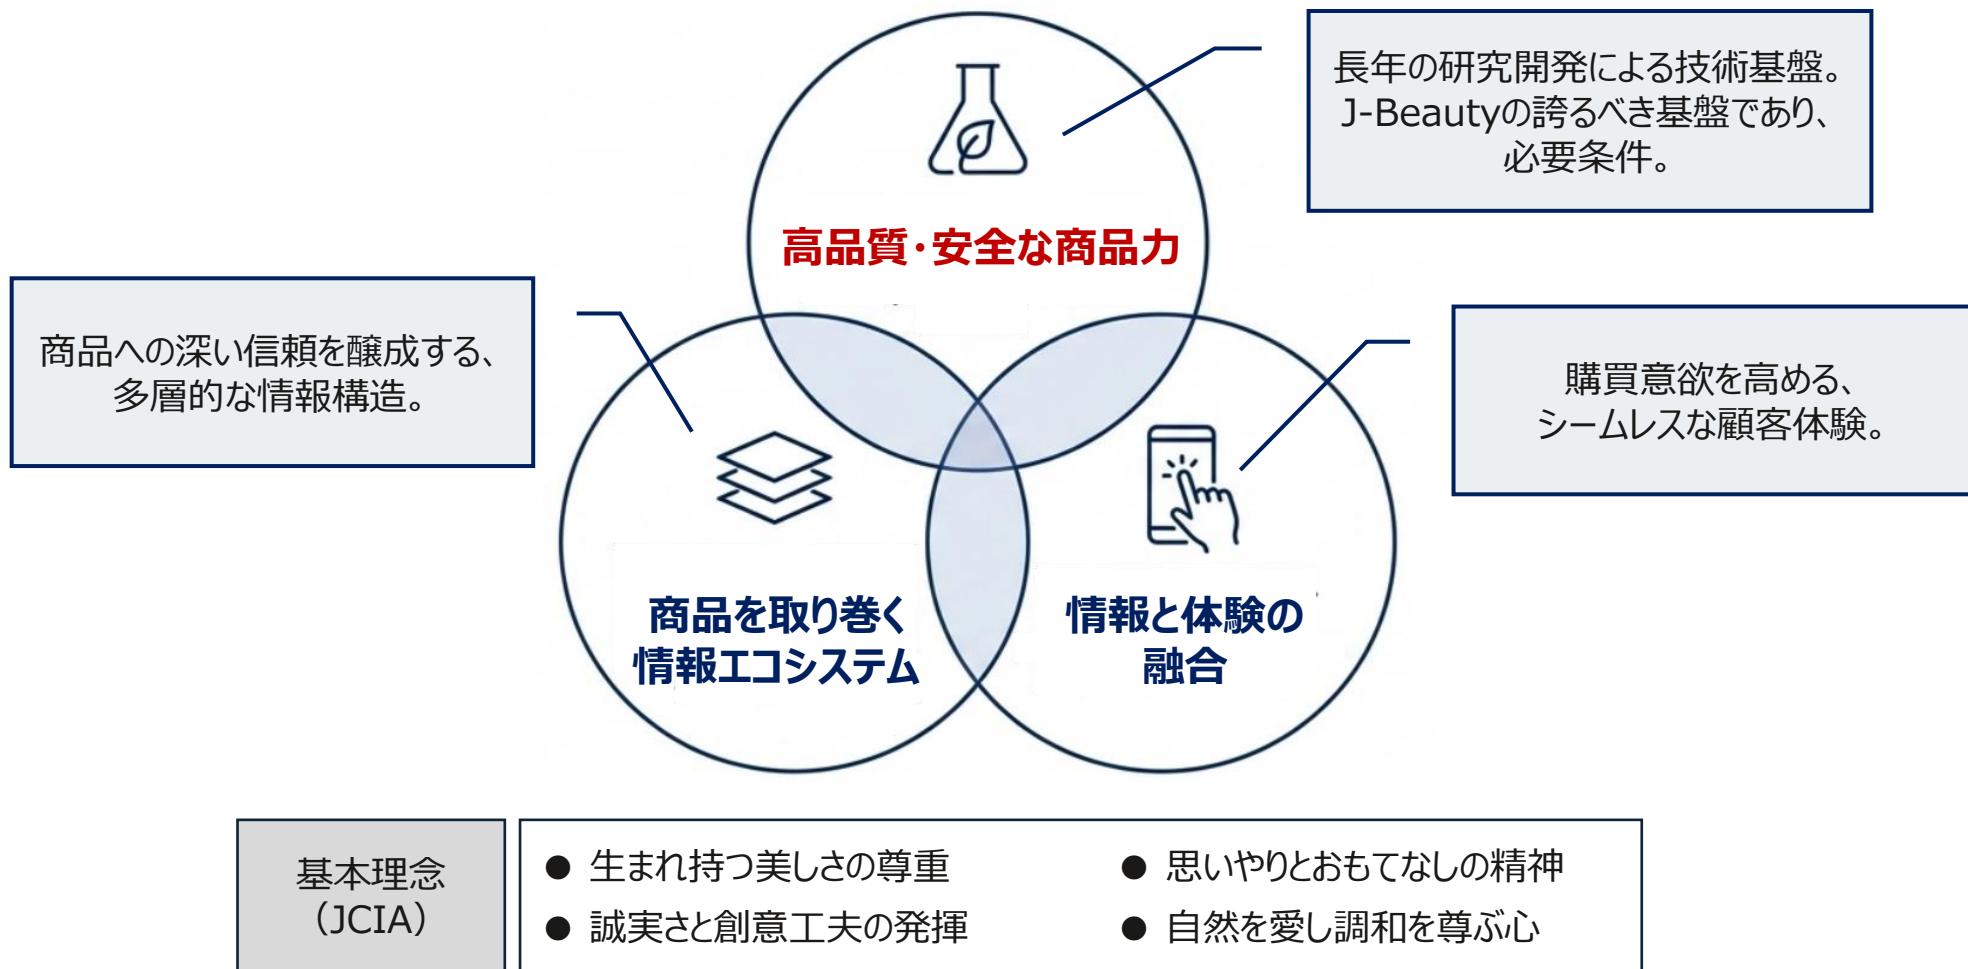 長年の研究開発による技術基盤。
J-Beautyの誇るべき基盤であり、
必要条件。
高品質・安全な商品力
商品への深い信頼を醸成する、
多層的な情報構造。
購買意欲を高める、
シームレスな顧客体験。
商品を取り巻く
情報エコシステム
情報と体験の
融合
基本理念
（JCIA）
● 生まれ持つ美しさの尊重
● 誠実さと創意工夫の発揮
● 思いやりとおもてなしの精神
● 自然を愛し調和を尊ぶ心